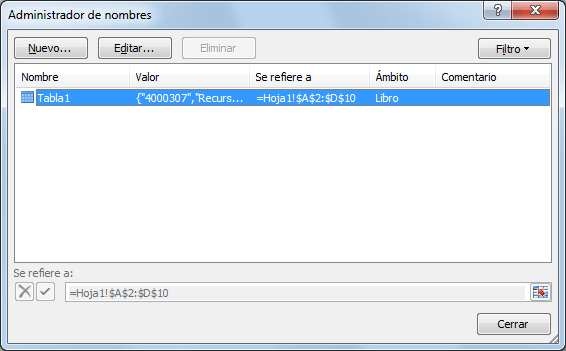 Administrador de nombres
Nuevo... Editar... Eliminar Filtro
Nombre Valor Se refiere a Ámbito Comentario
Tabla1 {"4000307","Recurs... =Hoja1!$A$2:$D$10 Libro
Se refiere a:
=Hoja1!$A$2:$D$10
Cerrar